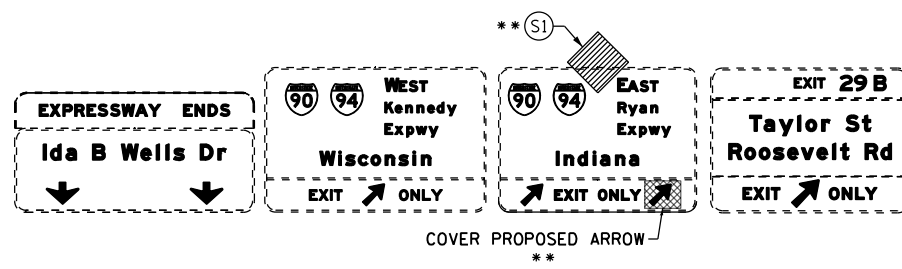 ** S1
EXPRESSWAY ENDS
Ida B Wells Dr
90 94 WEST
Kennedy
Expwy
Wisconsin
EXIT ONLY
90 94 EAST
Ryan
Expwy
Indiana
EXIT ONLY
EXIT 29 B
Taylor St
Roosevelt Rd
EXIT ONLY
COVER PROPOSED ARROW
**